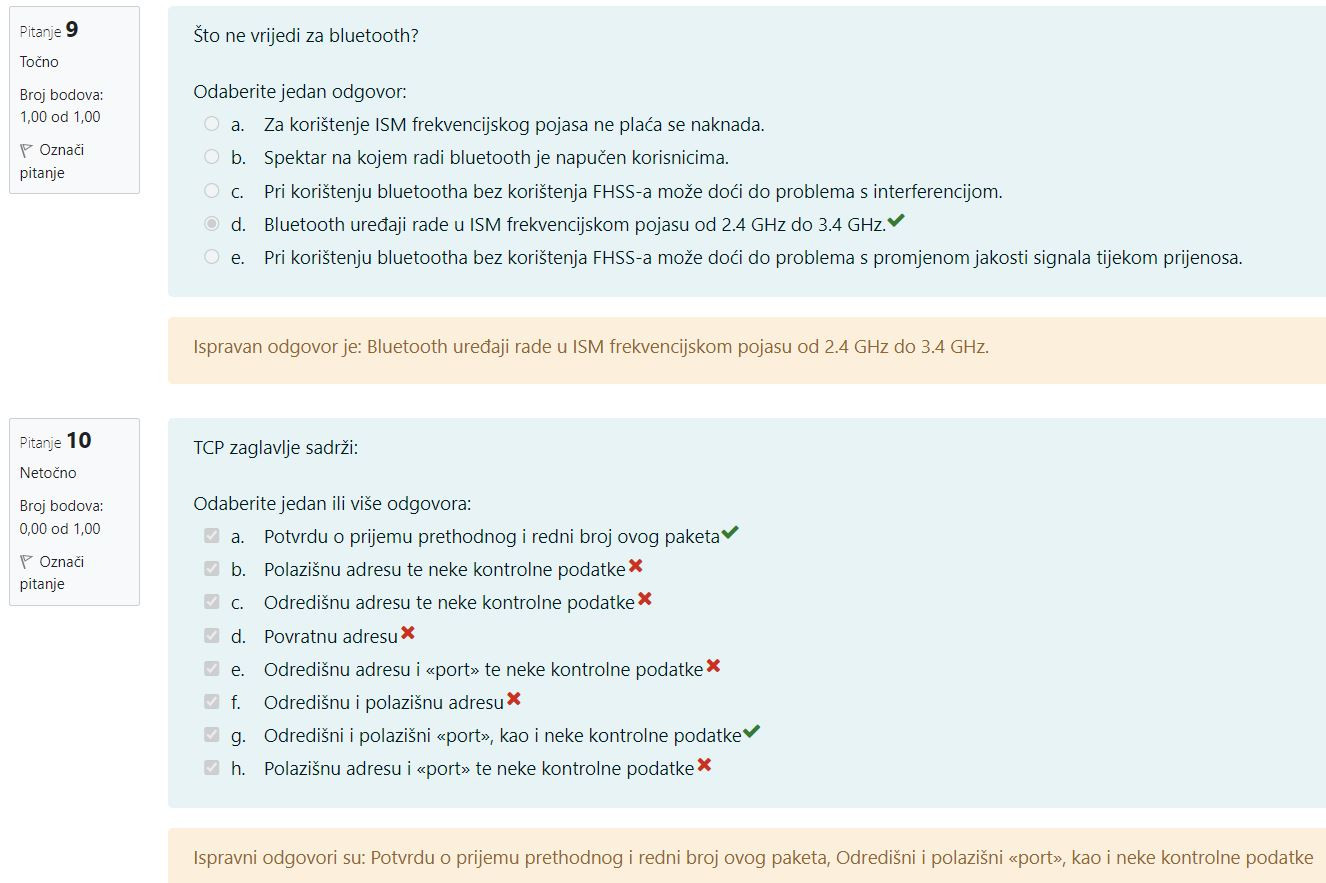 Pitanje 9
Točno
Broj bodova:
1,00 od 1,00
Označi
pitanje
Što ne vrijedi za bluetooth?
Odaberite jedan odgovor:
a. Za korištenje ISM frekvencijskog pojasa ne plaća se naknada.
b. Spektar na kojem radi bluetooth je napučen korisnicima.
c. Pri korištenju bluetootha bez korištenja FHSS-a može doći do problema s interferencijom.
d. Bluetooth uređaji rade u ISM frekvencijskom pojasu od 2.4 GHz do 3.4 GHz.
e. Pri korištenju bluetootha bez korištenja FHSS-a može doći do problema s promjenom jakosti signala tijekom prijenosa.
Ispravan odgovor je: Bluetooth uređaji rade u ISM frekvencijskom pojasu od 2.4 GHz do 3.4 GHz.
Pitanje 10
Netočno
Broj bodova:
0,00 od 1,00
Označi
pitanje
TCP zaglavlje sadrži:
Odaberite jedan ili više odgovora:
a. Potvrdu o prijemu prethodnog i redni broj ovog paketa
b. Polazišnu adresu te neke kontrolne podatke
c. Odredišnu adresu te neke kontrolne podatke
d. Povratnu adresu
e. Odredišnu adresu i «port» te neke kontrolne podatke
f. Odredišnu i polazišnu adresu
g. Odredišni i polazišni «port», kao i neke kontrolne podatke
h. Polazišnu adresu i «port» te neke kontrolne podatke
Ispravni odgovori su: Potvrdu o prijemu prethodnog i redni broj ovog paketa, Odredišni i polazišni «port», kao i neke kontrolne podatke